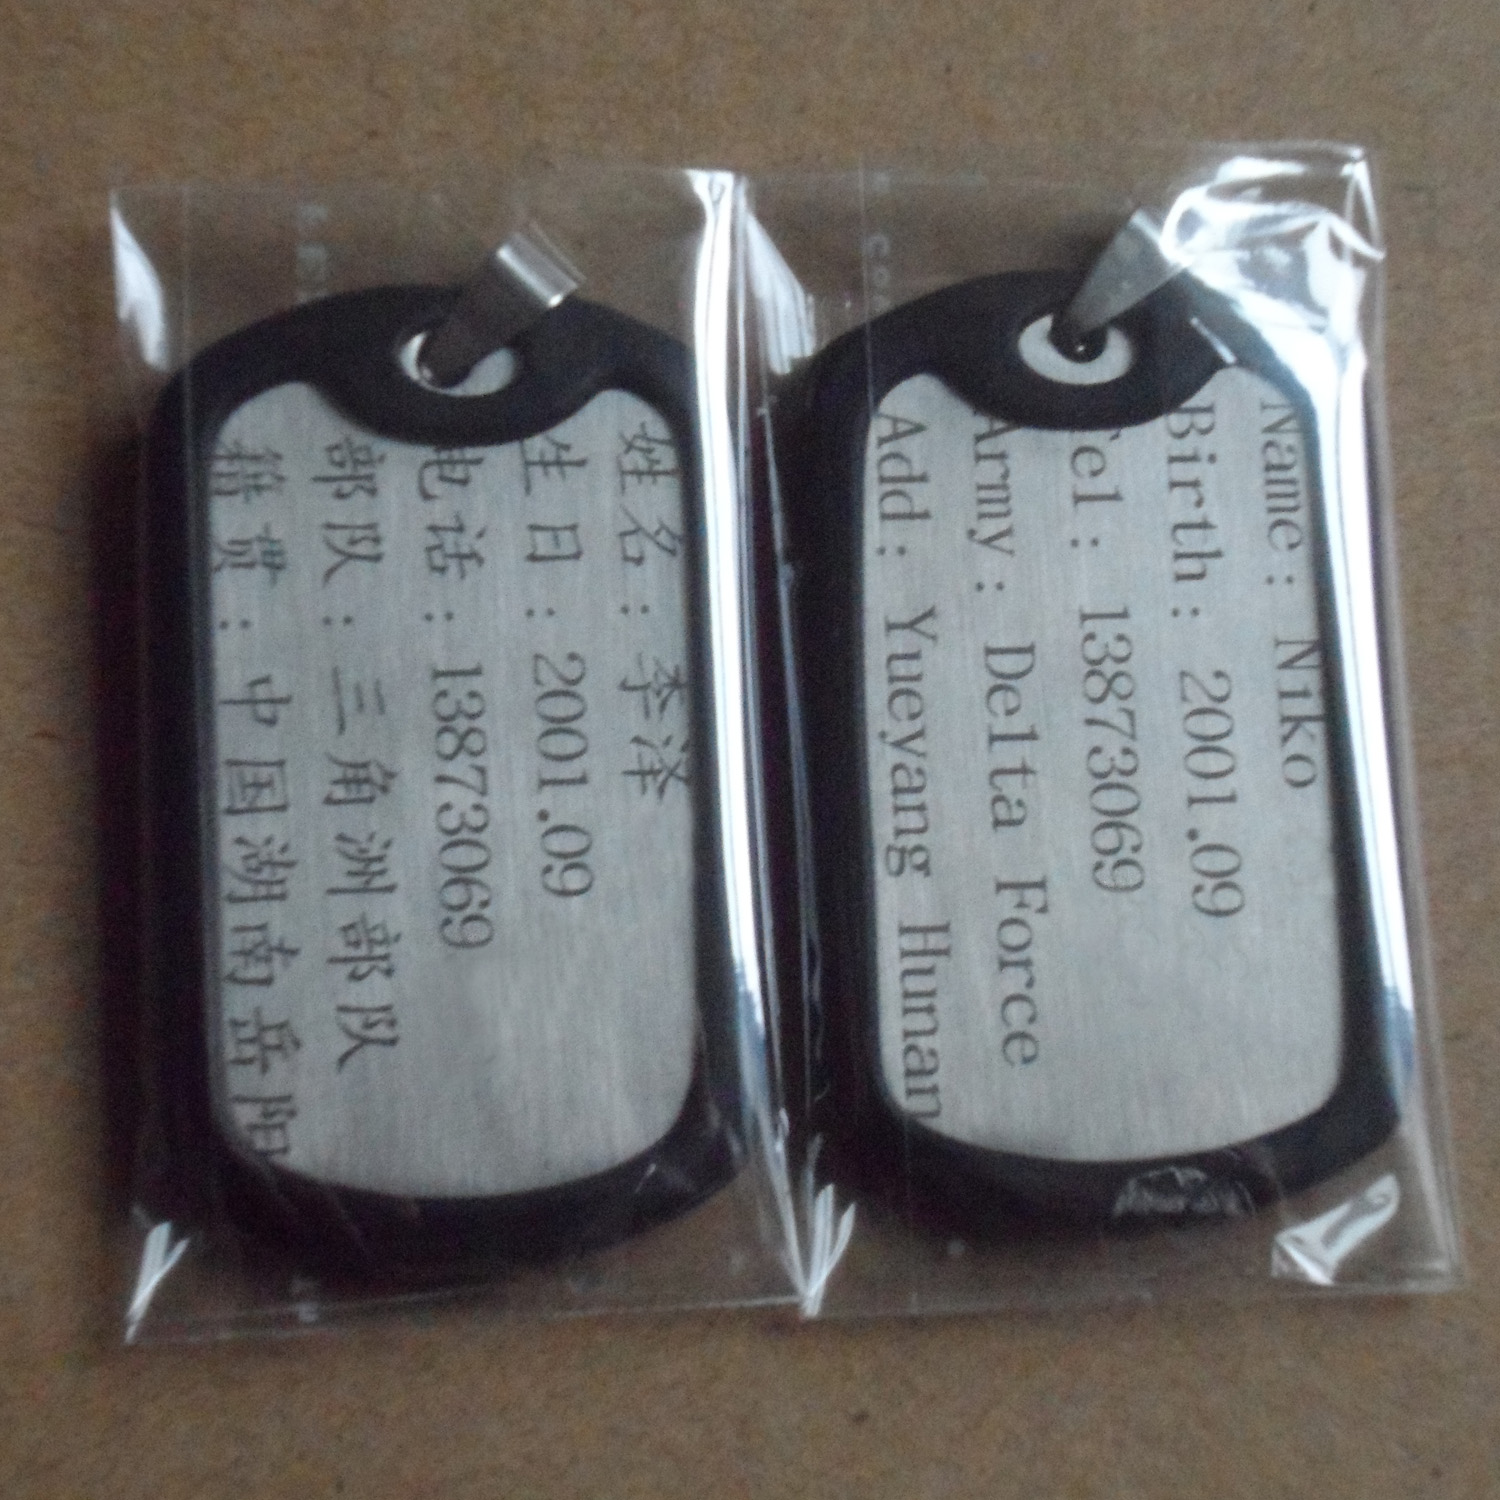 姓名：李泽
生日：2001.09
电话：13873069
部队：三角洲部队
籍贯：中国湖南岳阳
Name: Niko
Birth: 2001.09
Tel: 13873069
Army: Delta Force
Add: Yueyang Hunan